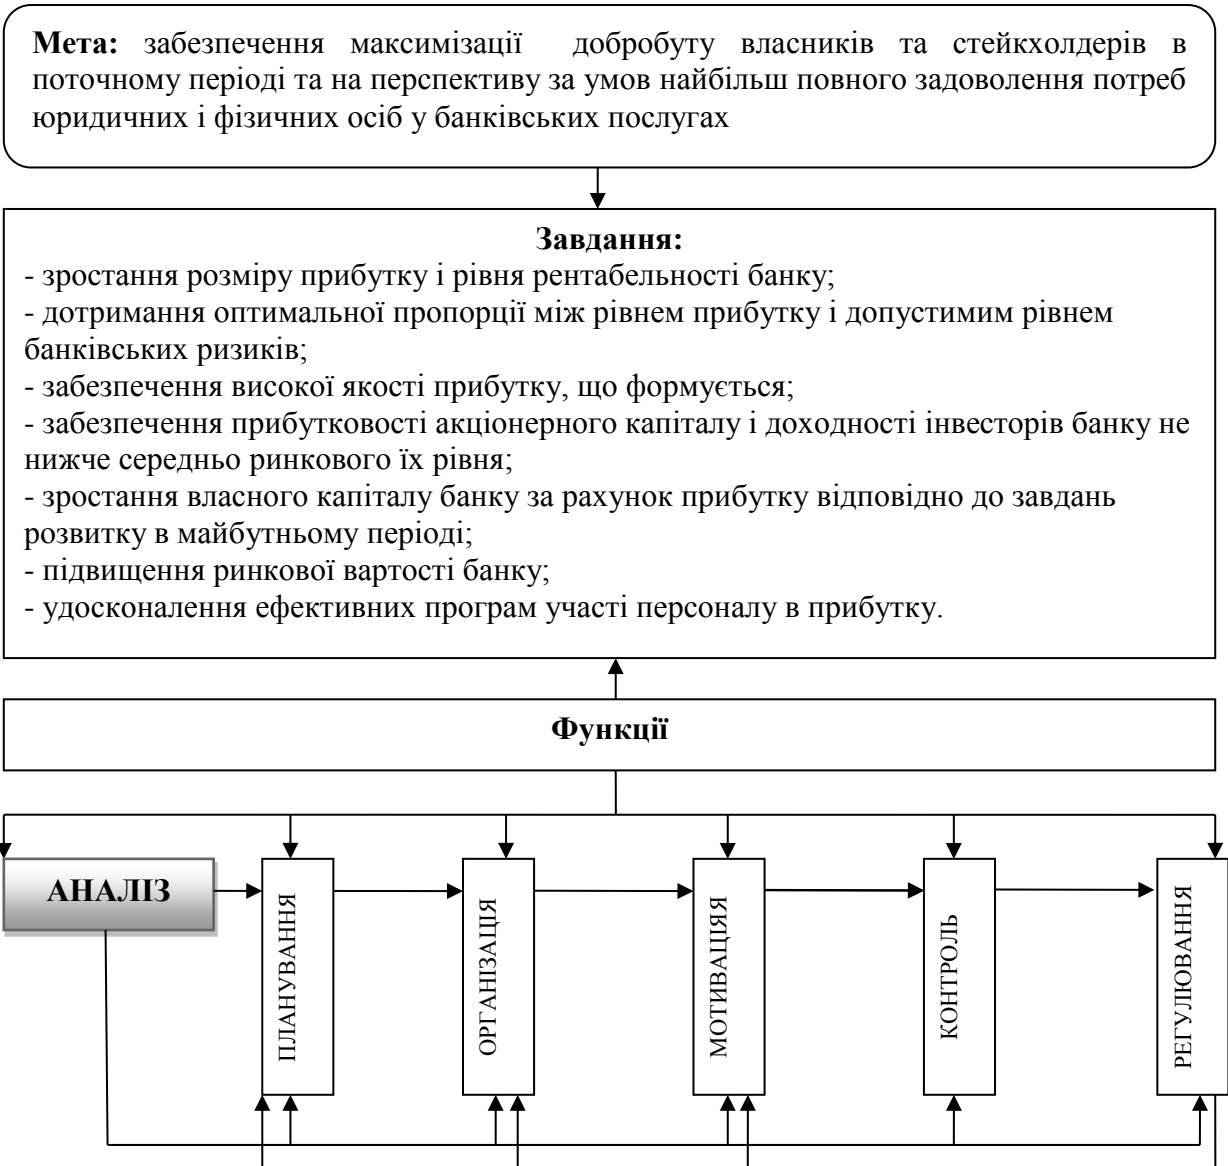 Мета: забезпечення максимізації добробуту власників та стейкхолдерів в
поточному періоді та на перспективу за умов найбільш повного задоволення потреб
юридичних і фізичних осіб у банківських послугах
Завдання:
- зростання розміру прибутку і рівня рентабельності банку;
- дотримання оптимальної пропорції між рівнем прибутку і допустимим рівнем
банківських ризиків;
- забезпечення високої якості прибутку, що формується;
- забезпечення прибутковості акціонерного капіталу і доходності інвесторів банку не
нижче середньо ринкового їх рівня;
- зростання власного капіталу банку за рахунок прибутку відповідно до завдань
розвитку в майбутньому періоді;
- підвищення ринкової вартості банку;
- удосконалення ефективних програм участі персоналу в прибутку.
Функції
АНАЛІЗ
ПЛАНУВАННЯ
ОРГАНІЗАЦІЯ
МОТИВАЦІЯЯ
КОНТРОЛЬ
РЕГУЛЮВАННЯ